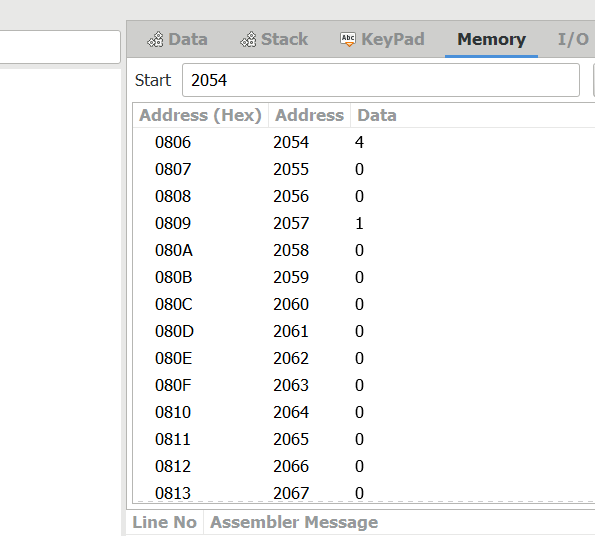 Data Stack Abc KeyPad Memory I/O
Start 2054
Address (Hex) Address Data
0806 2054 4
0807 2055 0
0808 2056 0
0809 2057 1
080A 2058 0
080B 2059 0
080C 2060 0
080D 2061 0
080E 2062 0
080F 2063 0
0810 2064 0
0811 2065 0
0812 2066 0
0813 2067 0
Line No Assembler Message